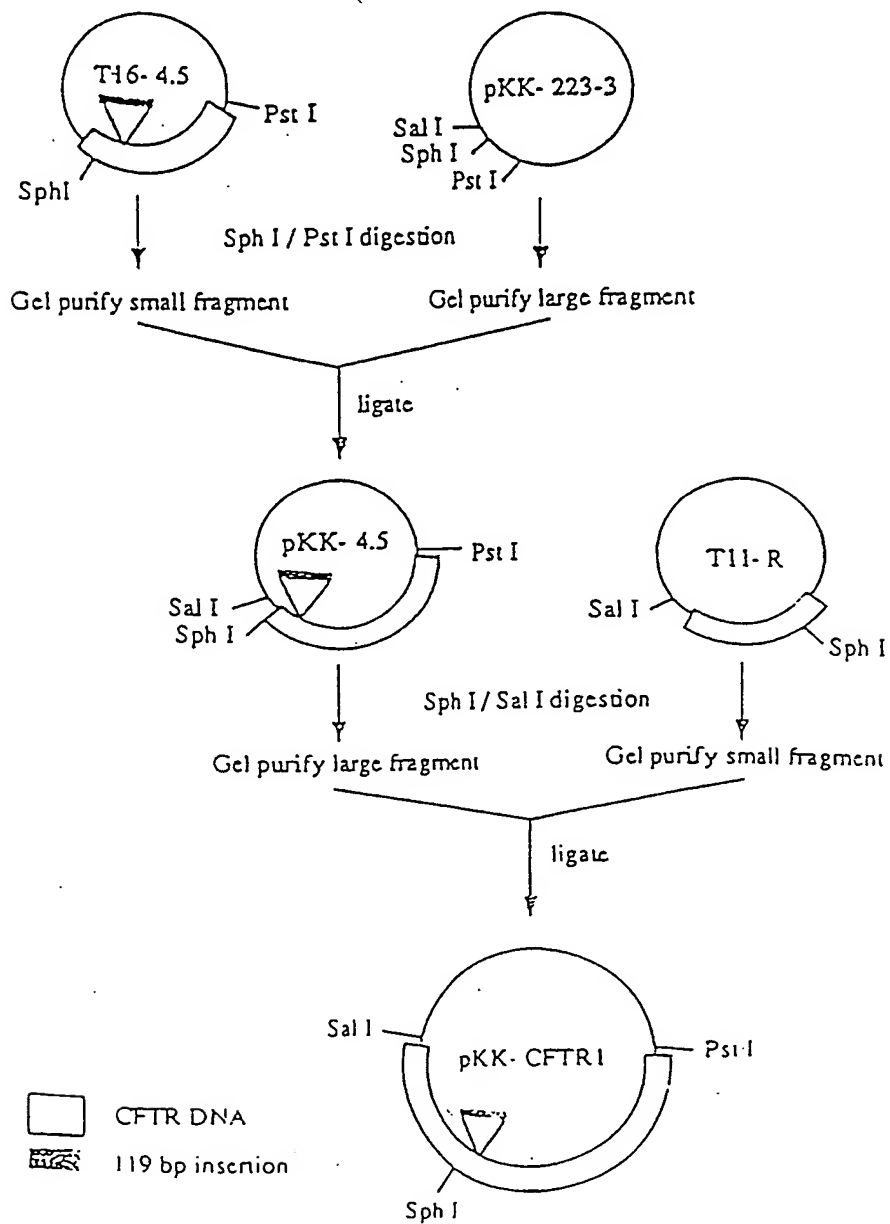 T16-4.5
Pst I
SphI
pKK-223-3
Sal I
Sph I
Pst I
Sph I / Pst I digestion
Gel purify small fragment
Gel purify large fragment
ligate
pKK-4.5
Pst I
Sal I
Sph I
T11-R
Sal I
Sph I
Sph I / Sal I digestion
Gel purify large fragment
Gel purify small fragment
ligate
Sal I
pKK-CFTR1
Pst I
Sph I
CFTR DNA
119 bp insertion